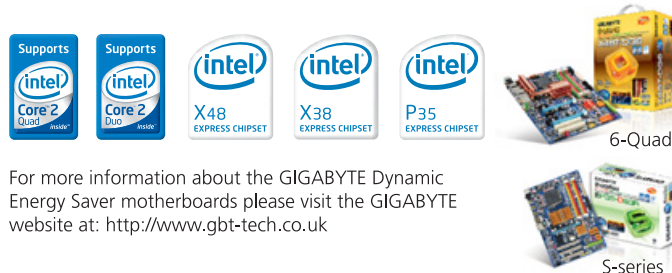 Supports
intel
Core 2
Quad
inside™
Supports
intel
Core 2
Duo
inside™
intel
X48
EXPRESS CHIPSET
intel
X38
EXPRESS CHIPSET
intel
P35
EXPRESS CHIPSET
6-Quad
For more information about the GIGABYTE Dynamic
Energy Saver motherboards please visit the GIGABYTE
website at: http://www.gbt-tech.co.uk
S-series